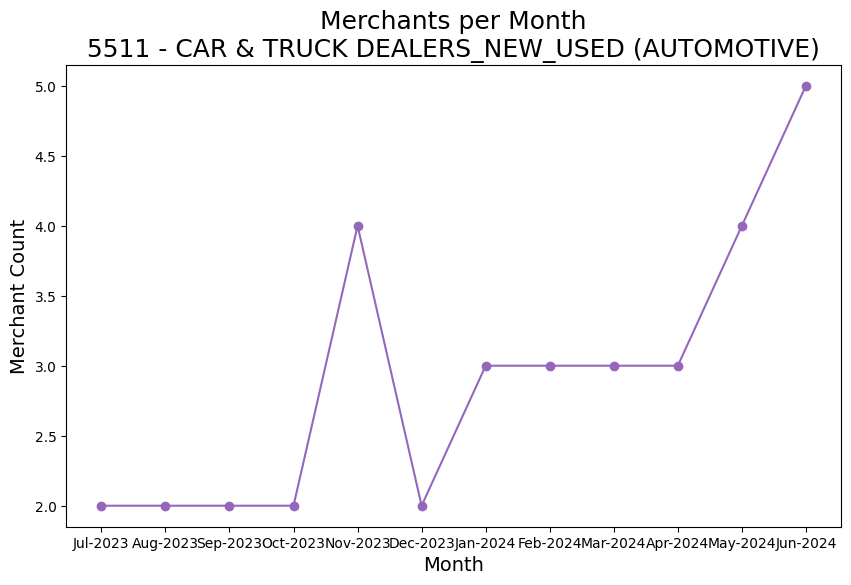 Merchants per Month
5511 - CAR & TRUCK DEALERS_NEW_USED (AUTOMOTIVE)
Merchant Count
5.0
4.5
4.0
3.5
3.0
2.5
2.0
Jul-2023 Aug-2023 Sep-2023 Oct-2023 Nov-2023 Dec-2023 Jan-2024 Feb-2024 Mar-2024 Apr-2024 May-2024 Jun-2024
Month